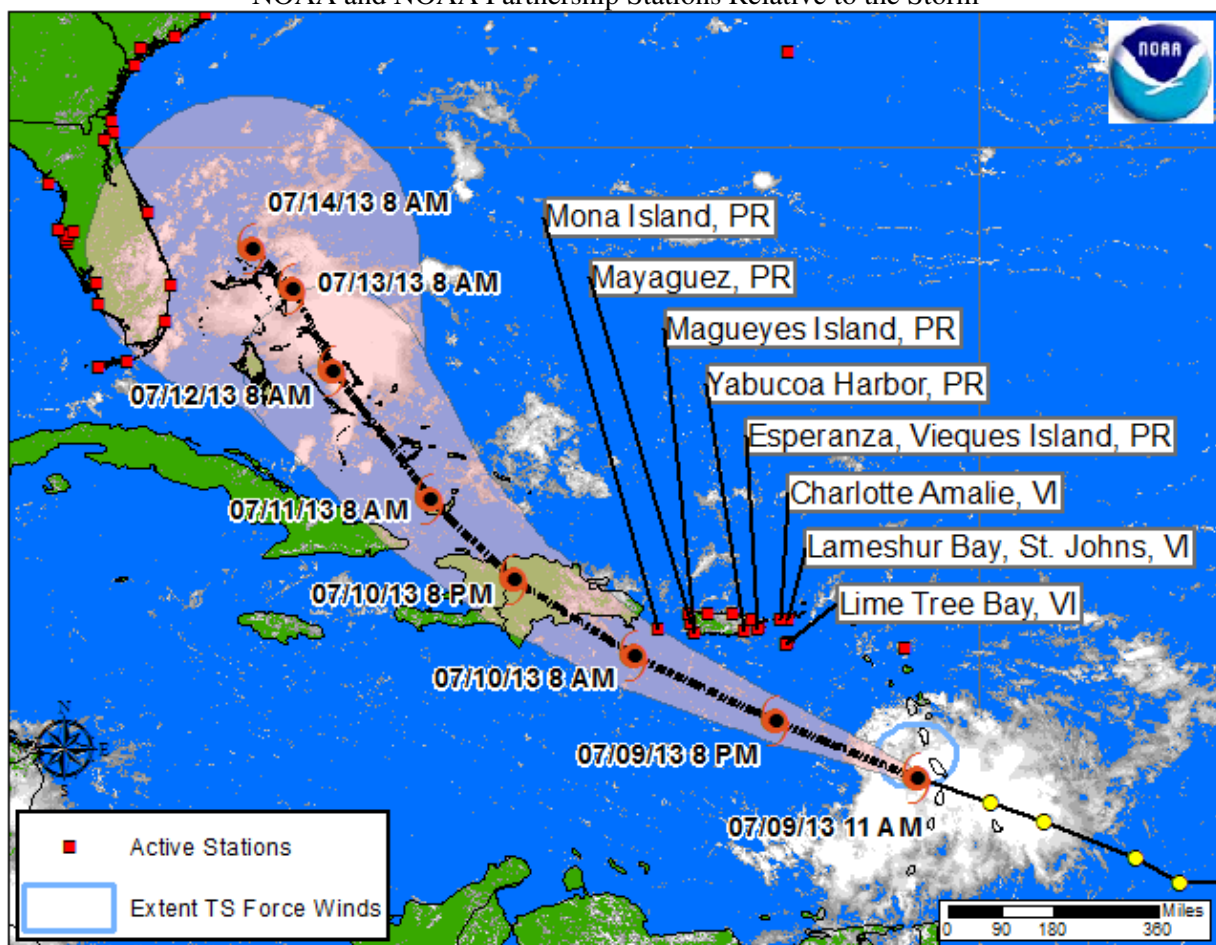 NOAA and NOAA Partnership Stations Relative to the Storm
NOAA
07/14/13 8 AM
Mona Island, PR
07/13/13 8 AM
Mayaguez, PR
Magueyes Island, PR
07/12/13 8 AM
Yabucoa Harbor, PR
Esperanza, Vieques Island, PR
Charlotte Amalie, VI
07/11/13 8 AM
Lameshur Bay, St. Johns, VI
07/10/13 8 PM
Lime Tree Bay, VI
07/10/13 8 AM
07/09/13 8 PM
07/09/13 11 AM
N
E
S
Active Stations
Extent TS Force Winds
Miles
0 90 180 360